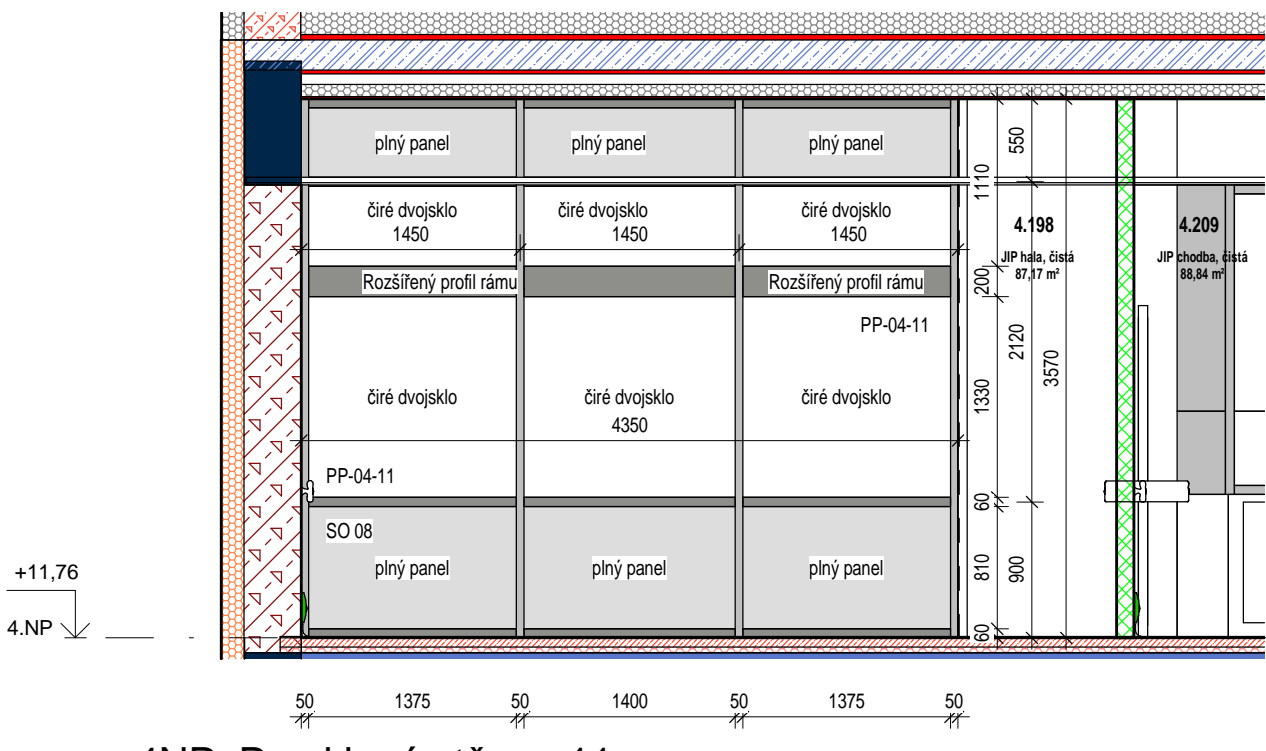 plný panel
plný panel
plný panel
550
1110
čiré dvojsklo
1450
čiré dvojsklo
1450
čiré dvojsklo
1450
4.198
JIP hala, čistá
87,17 m²
4.209
JIP chodba, čistá
88,84 m²
Rozšířený profil rámu
Rozšířený profil rámu
200
PP-04-11
2120
3570
čiré dvojsklo
čiré dvojsklo
čiré dvojsklo
1330
4350
PP-04-11
60
SO 08
plný panel
plný panel
plný panel
810
900
+11,76
4.NP
60
50 1375 50 1400 50 1375 50